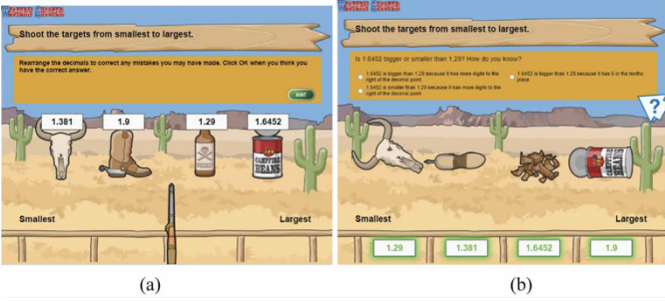 Shoot the targets from smallest to largest.
Rearrange the decimals to correct any mistakes you may have made. Click OK when you think you
have the correct answer.
HINT
1.381
1.9
1.29
1.6452
CAMPFIRE
BEANS
Smallest
Largest
(a)
Shoot the targets from smallest to largest.
Is 1.6452 bigger or smaller than 1.29? How do you know?
1.6452 is bigger than 1.29 because it has more digits to the
right of the decimal point
1.6452 is bigger than 1.29 because it has 6 in the tenths
place
1.6452 is smaller than 1.29 because it has more digits to the
right of the decimal point
?
CAMPFIRE
BEANS
Smallest
Largest
1.29
1.381
1.6452
1.9
(b)